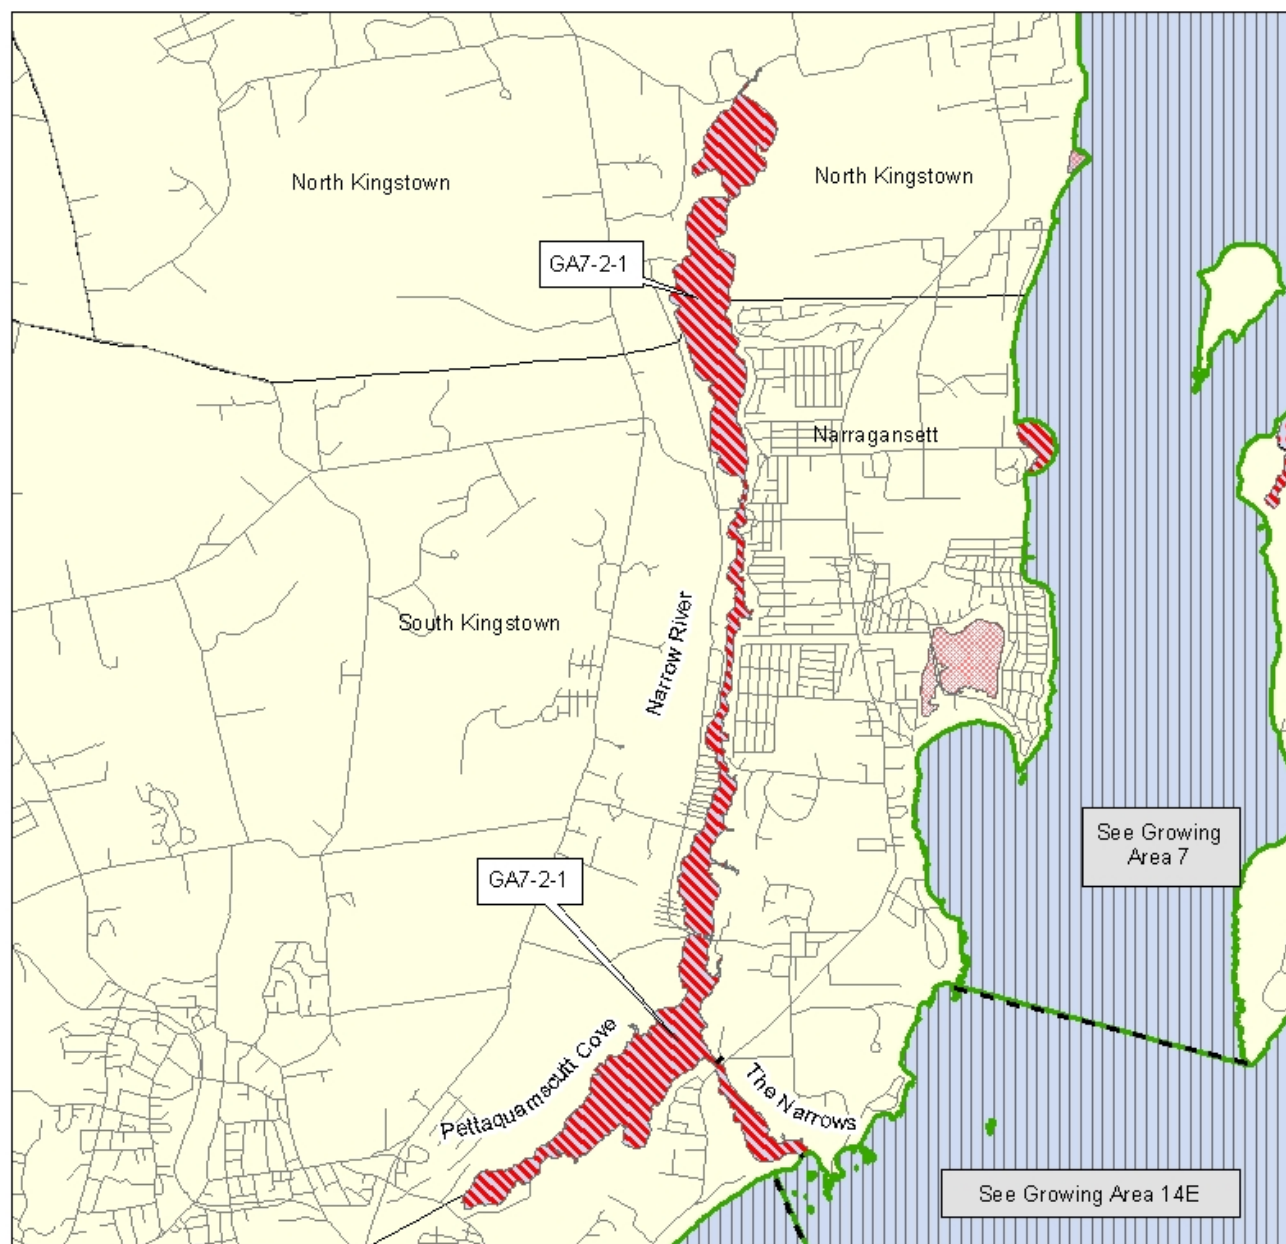 North Kingstown
North Kingstown
GA7-2-1
Narragansett
South Kingstown
Narrow River
See Growing
Area 7
GA7-2-1
Pettaquamscutt Cove
The Narrows
See Growing Area 14E